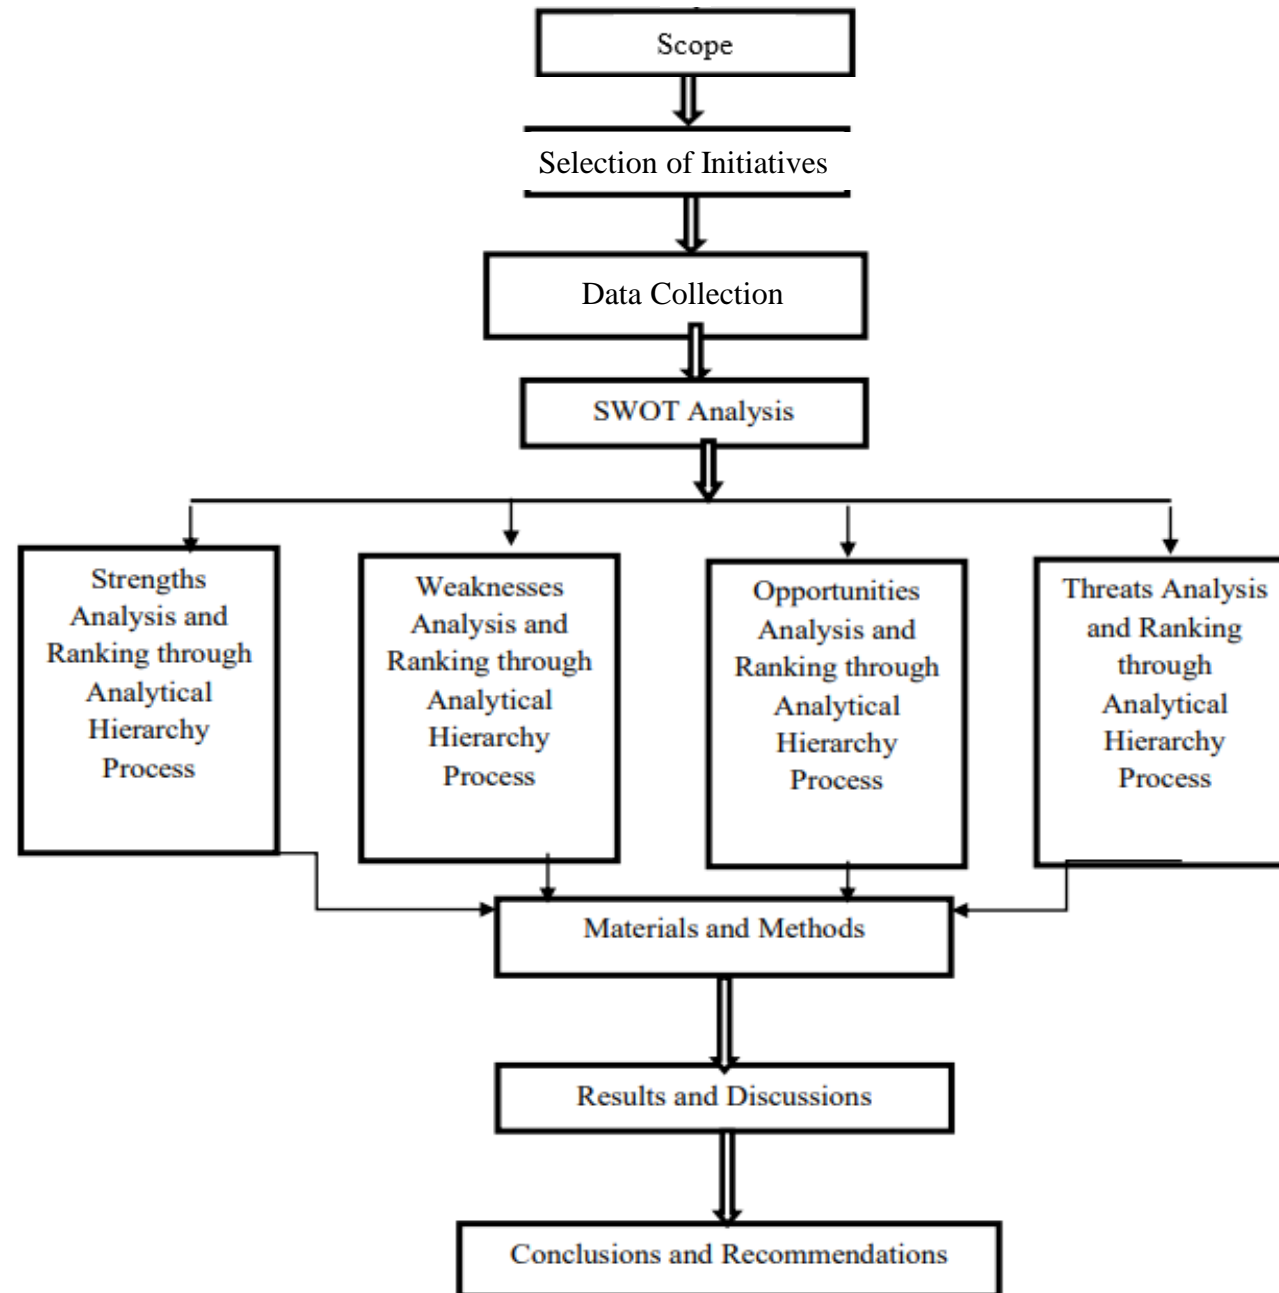 Scope
Selection of Initiatives
Data Collection
SWOT Analysis
Strengths
Analysis and
Ranking through
Analytical
Hierarchy
Process
Weaknesses
Analysis and
Ranking through
Analytical
Hierarchy
Process
Opportunities
Analysis and
Ranking through
Analytical
Hierarchy
Process
Threats Analysis
and Ranking
through
Analytical
Hierarchy
Process
Materials and Methods
Results and Discussions
Conclusions and Recommendations